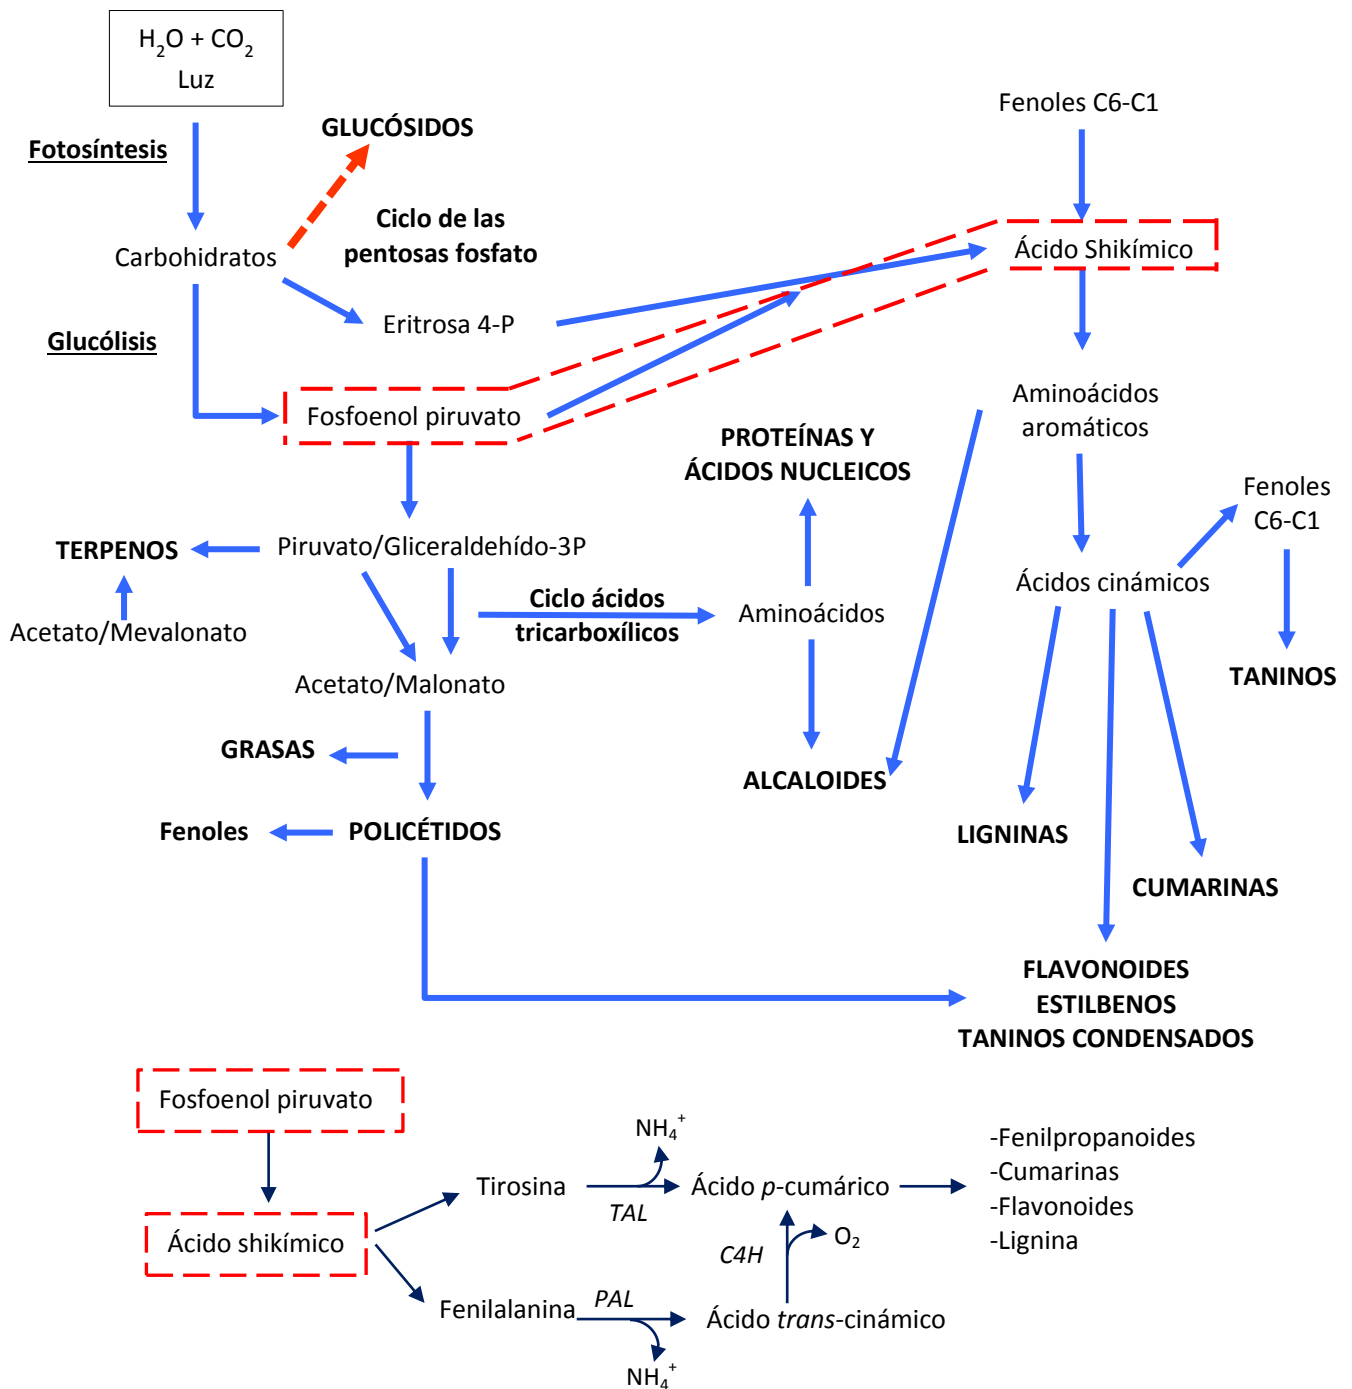 H2O + CO2
Luz
Fenoles C6-C1
GLUCÓSIDOS
Fotosíntesis
Ciclo de las
pentosas fosfato
Carbohidratos
Ácido Shikímico
Eritrosa 4-P
Glucólisis
Fosfoenol piruvato
Aminoácidos
aromáticos
PROTEÍNAS Y
ÁCIDOS NUCLEICOS
Fenoles
C6-C1
TERPENOS
Piruvato/Gliceraldehído-3P
Ácidos cinámicos
Ciclo ácidos
tricarboxílicos
Aminoácidos
Acetato/Mevalonato
TANINOS
Acetato/Malonato
GRASAS
ALCALOIDES
Fenoles
POLICÉTIDOS
LIGNINAS
CUMARINAS
FLAVONOIDES
ESTILBENOS
TANINOS CONDENSADOS
Fosfoenol piruvato
NH4+
-Fenilpropanoides
-Cumarinas
-Flavonoides
-Lignina
Tirosina
TAL
Ácido p-cumárico
Ácido shikímico
C4H
O2
Fenilalanina
PAL
Ácido trans-cinámico
NH4+